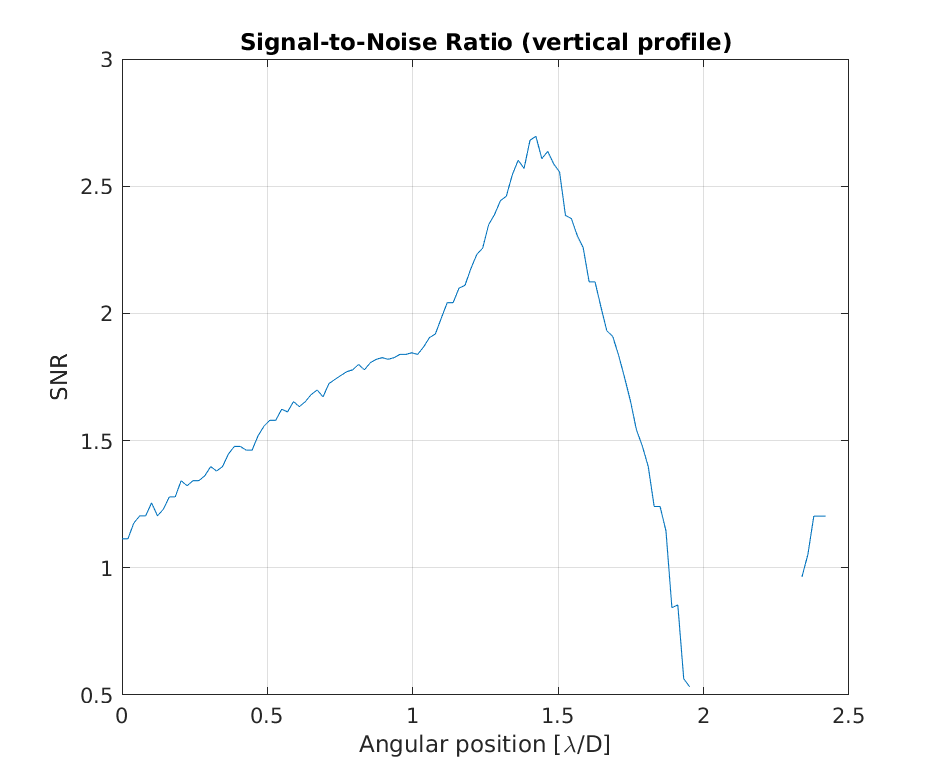 Signal-to-Noise Ratio (vertical profile)
3
2.5
2
1.5
1
0.5
SNR
0 0.5 1 1.5 2 2.5
Angular position [λ/D]